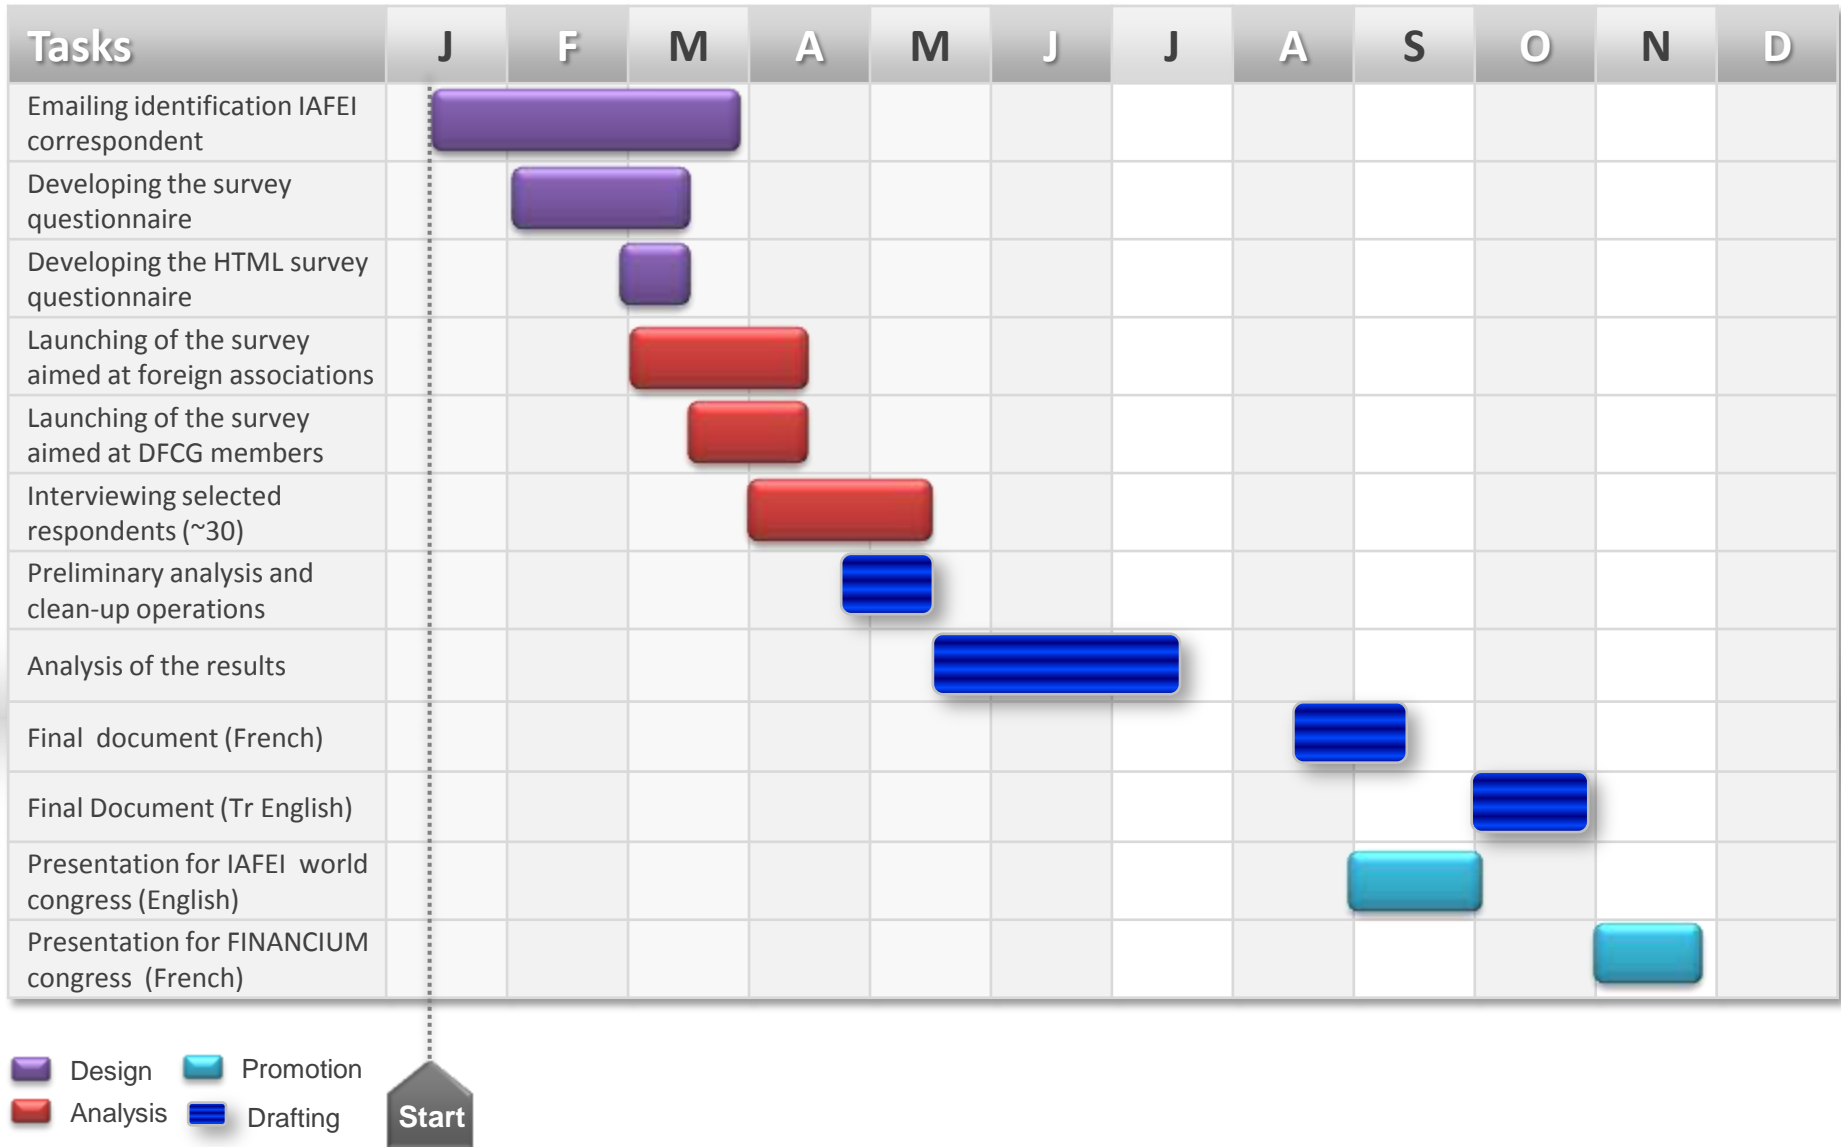 Tasks J F M A M J J A S O N D
Emailing identification IAFEI
correspondent
Developing the survey
questionnaire
Developing the HTML survey
questionnaire
Launching of the survey
aimed at foreign associations
Launching of the survey
aimed at DFCG members
Interviewing selected
respondents (~30)
Preliminary analysis and
clean-up operations
Analysis of the results
Final document (French)
Final Document (Tr English)
Presentation for IAFEI world
congress (English)
Presentation for FINANCIUM
congress (French)
Design Promotion
Analysis Drafting
Start